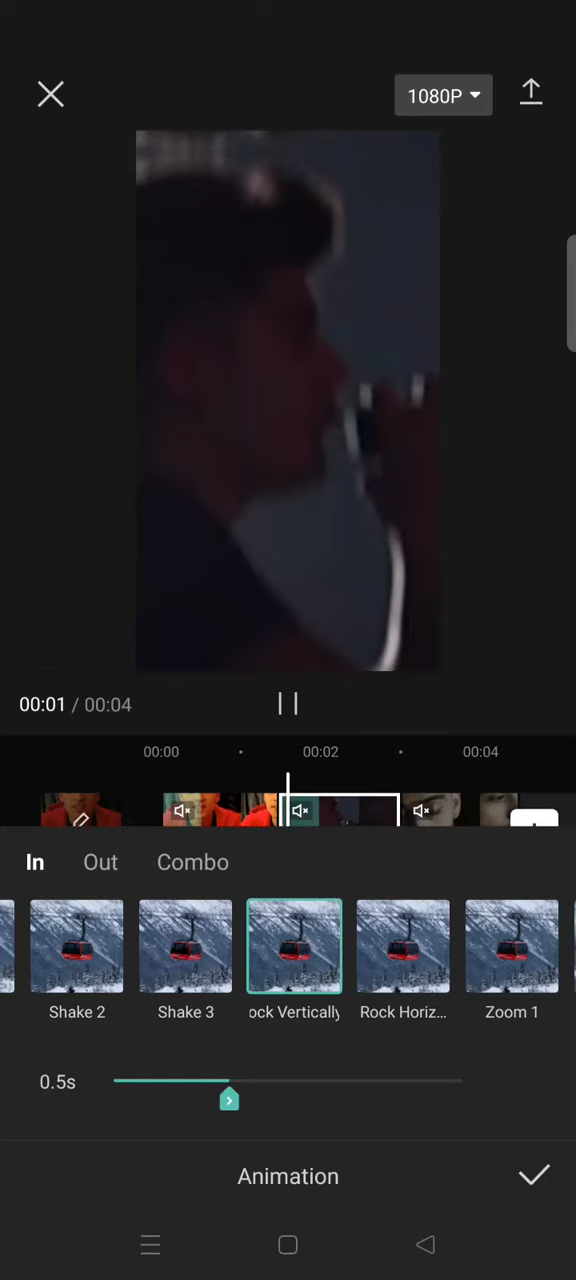 1080P
00:01 / 00:04
00:00
00:02
00:04
In Out Combo
Shake 2
Shake 3
ock Vertically
Rock Horiz...
Zoom 1
0.5s
Animation